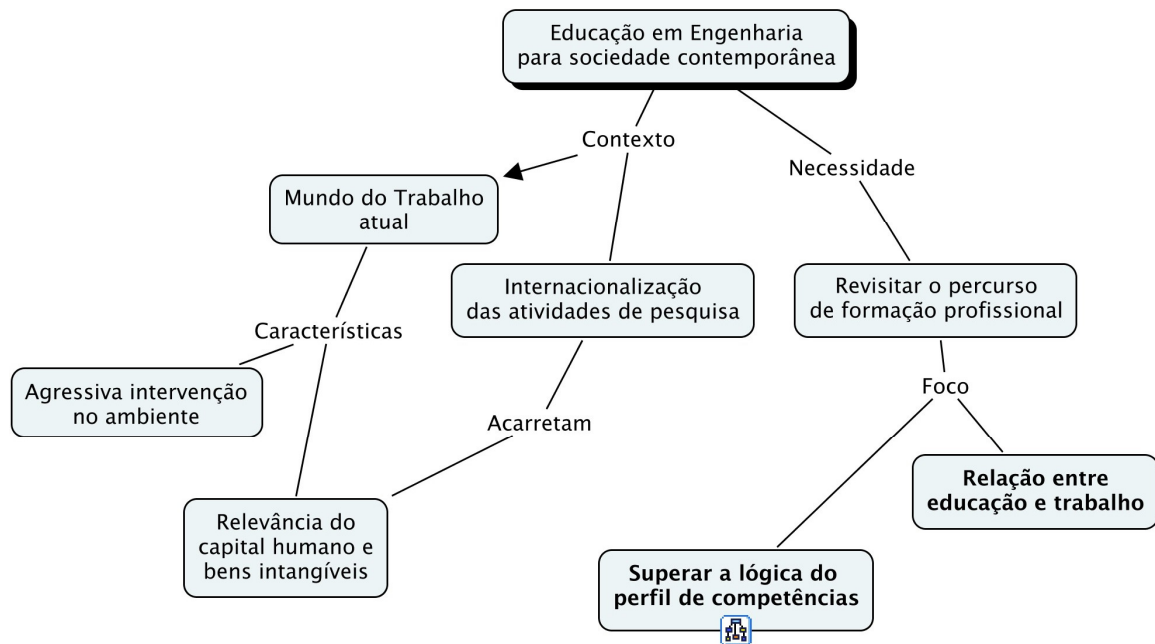 Educação em Engenharia
para sociedade contemporânea
Contexto
Necessidade
Mundo do Trabalho
atual
Internacionalização
das atividades de pesquisa
Revisitar o percurso
de formação profissional
Características
Agressiva intervenção
no ambiente
Foco
Acarretam
Relação entre
educação e trabalho
Relevância do
capital humano e
bens intangíveis
Superar a lógica do
perfil de competências